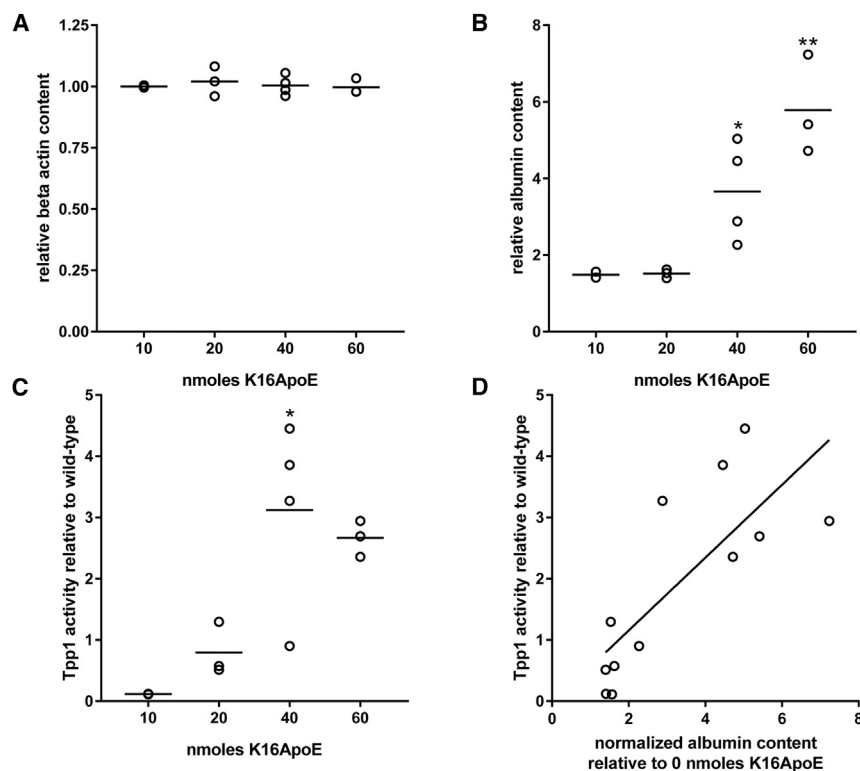 A
relative beta actin content
1.25
1.00
0.75
0.50
0.25
0.00
10 20 40 60
nmoles K16ApoE
B
relative albumin content
8
6
4
2
0
*
**
10 20 40 60
nmoles K16ApoE
C
Tpp1 activity relative to wild-type
5
4
3
2
1
0
*
10 20 40 60
nmoles K16ApoE
D
Tpp1 activity relative to wild-type
5
4
3
2
1
0
0 2 4 6 8
normalized albumin content
relative to 0 nmoles K16ApoE